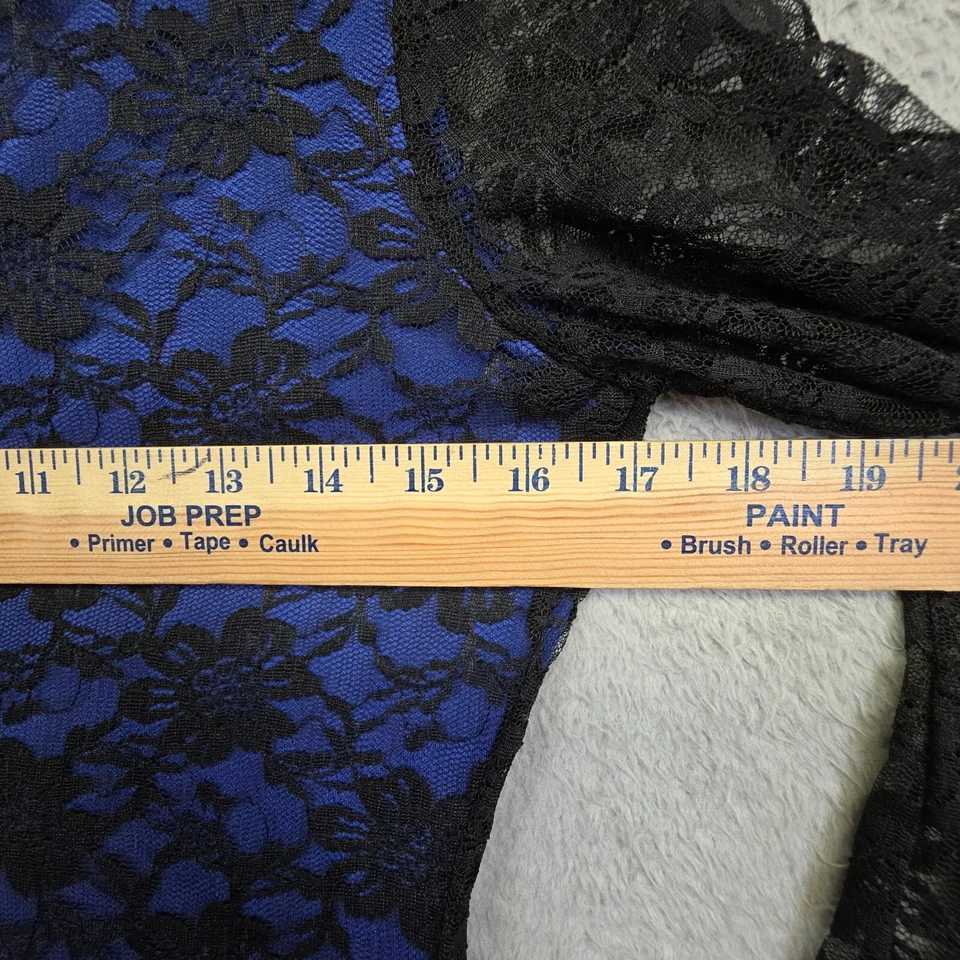 11 12 13 14 15 16 17 18 19
JOB PREP
• Primer • Tape • Caulk
PAINT
• Brush • Roller • Tray